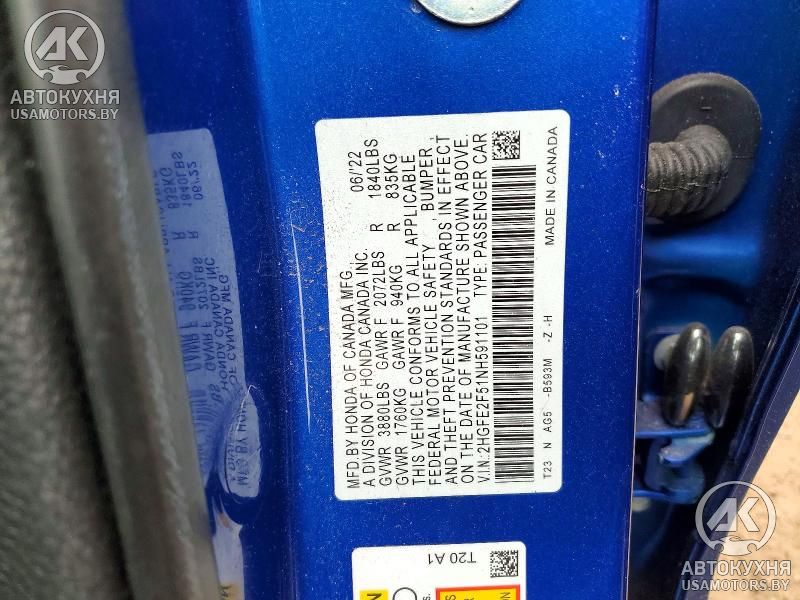 MFD.BY HONDA OF CANADA MFG., 06/'22
A DIVISION OF HONDA CANADA INC.
GVWR 3880LBS GAWR F 2072LBS R 1840LBS
GVWR 1760KG GAWR F 940KG R 835KG
THIS VEHICLE CONFORMS TO ALL APPLICABLE
FEDERAL MOTOR VEHICLE SAFETY , BUMPER ,
AND THEFT PREVENTION STANDARDS IN EFFECT
ON THE DATE OF MANUFACTURE SHOWN ABOVE.
V.I.N.:2HGFE2F51NH591101 TYPE: PASSENGER CAR
T23 N AG5 -B593M -Z -H MADE IN CANADA
T20 A1
AK
АВТОКУХНЯ
USAMOTORS.BY
AK
АВТОКУХНЯ
USAMOTORS.BY